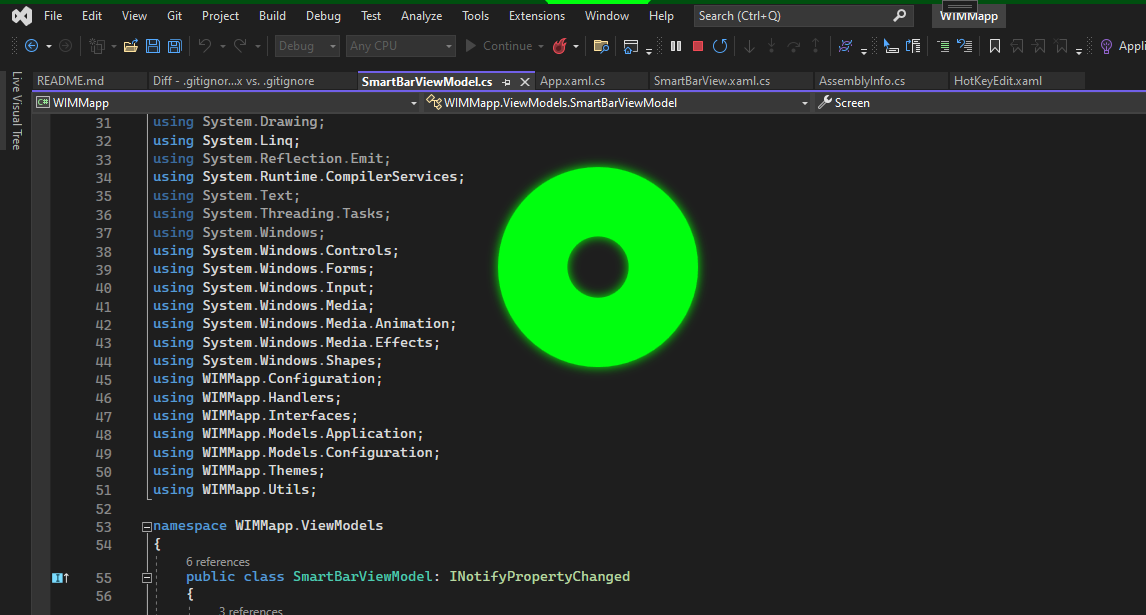 File Edit View Git Project Build Debug Test Analyze Tools Extensions Window Help Search (Ctrl+Q) WIMMapp
Debug Any CPU Continue Appli
README.md Diff - .gitignor...x vs. .gitignore SmartBarViewModel.cs App.xaml.cs SmartBarView.xaml.cs AssemblyInfo.cs HotKeyEdit.xaml
Live Visual Tree
C# WIMMapp WIMMapp.ViewModels.SmartBarViewModel Screen
31 using System.Drawing;
32 using System.Linq;
33 using System.Reflection.Emit;
34 using System.Runtime.CompilerServices;
35 using System.Text;
36 using System.Threading.Tasks;
37 using System.Windows;
38 using System.Windows.Controls;
39 using System.Windows.Forms;
40 using System.Windows.Input;
41 using System.Windows.Media;
42 using System.Windows.Media.Animation;
43 using System.Windows.Media.Effects;
44 using System.Windows.Shapes;
45 using WIMMapp.Configuration;
46 using WIMMapp.Handlers;
47 using WIMMapp.Interfaces;
48 using WIMMapp.Models.Application;
49 using WIMMapp.Models.Configuration;
50 using WIMMapp.Themes;
51 using WIMMapp.Utils;
52
53 namespace WIMMapp.ViewModels
54 {
6 references
55 public class SmartBarViewModel: INotifyPropertyChanged
56 {
3 references